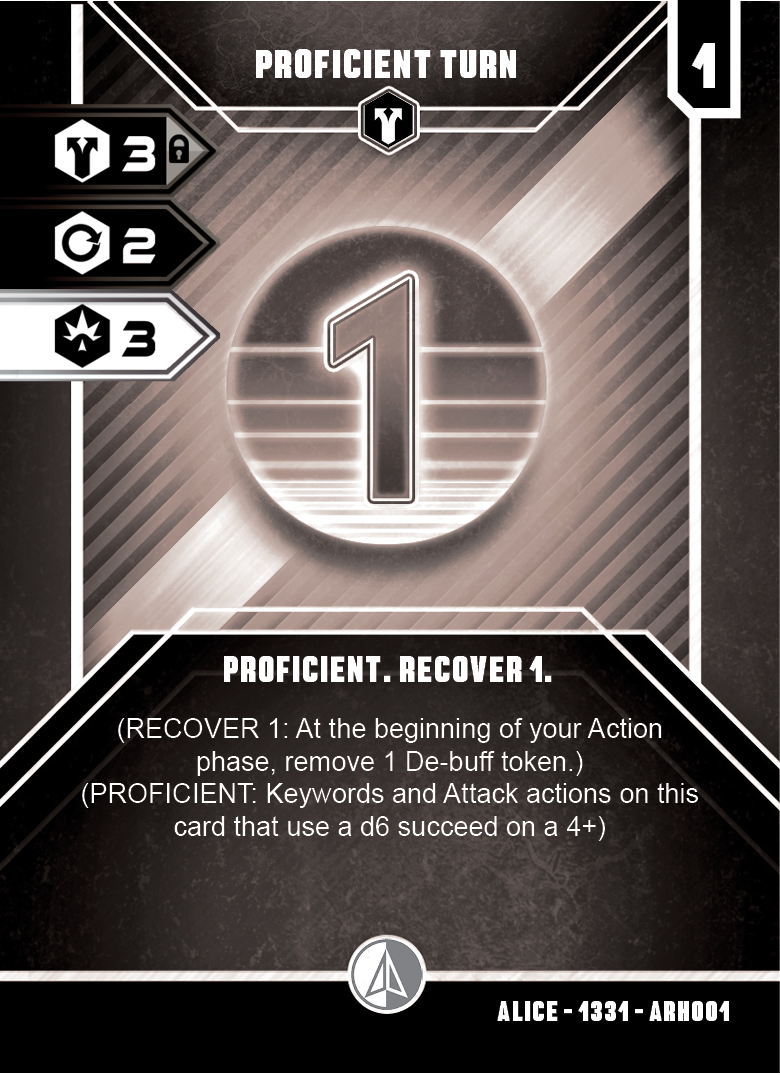 PROFICIENT TURN
1
3
2
3
1
PROFICIENT. RECOVER 1.
(RECOVER 1: At the beginning of your Action
phase, remove 1 De-buff token.)
(PROFICIENT: Keywords and Attack actions on this
card that use a d6 succeed on a 4+)
ALICE - 1331 - ARH001